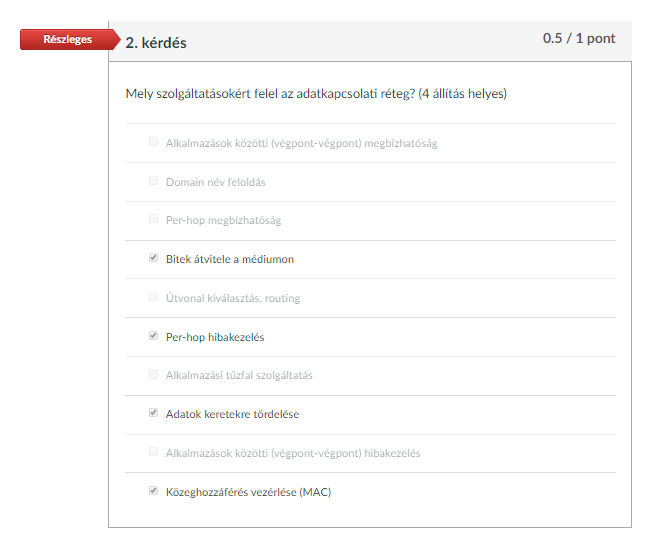 Részleges
2. kérdés
0.5 / 1 pont
Mely szolgáltatásokért felel az adatkapcsolati réteg? (4 állítás helyes)
Alkalmazások közötti (végpont-végpont) megbízhatóság
Domain név feloldás
Per-hop megbízhatóság
Bitek átvitele a médiumon
Útvonal kiválasztás, routing
Per-hop hibakezelés
Alkalmazási tűzfal szolgáltatás
Adatok keretekre tördelése
Alkalmazások közötti (végpont-végpont) hibakezelés
Közeghozzáférés vezérlése (MAC)